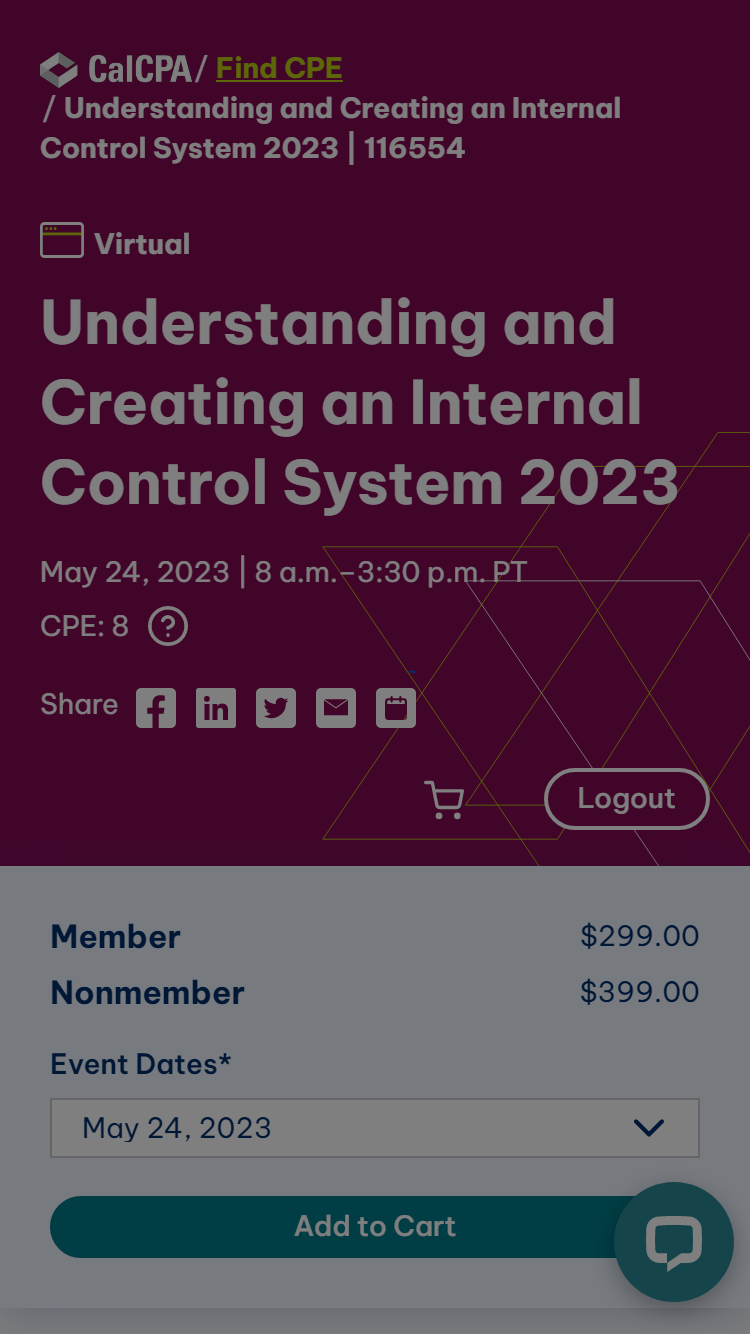 CalCPA / Find CPE
/ Understanding and Creating an Internal
Control System 2023 | 116554
Virtual
Understanding and
Creating an Internal
Control System 2023
May 24, 2023 | 8 a.m.–3:30 p.m. PT
CPE: 8 ?
Share
Logout
Member $299.00
Nonmember $399.00
Event Dates*
May 24, 2023
Add to Cart